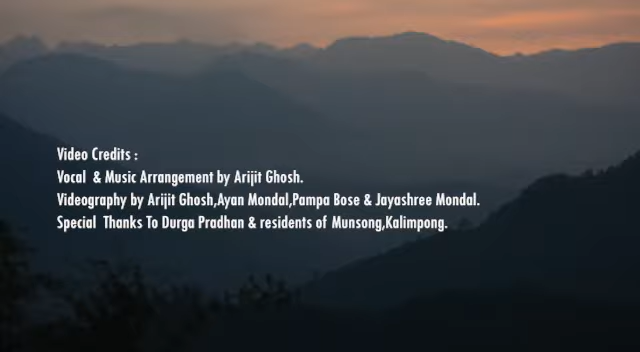 Video Credits :
Vocal & Music Arrangement by Arijit Ghosh.
Videography by Arijit Ghosh,Ayan Mondal,Pampa Bose & Jayashree Mondal.
Special Thanks To Durga Pradhan & residents of Munsong,Kalimpong.